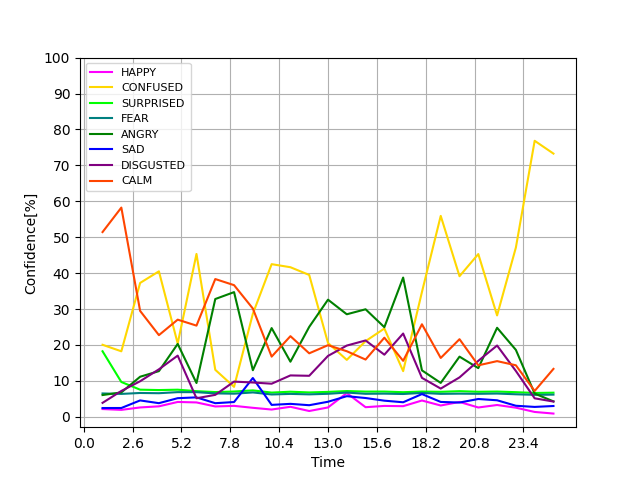 100
90
80
70
60
50
40
30
20
10
0
Confidence[%]
HAPPY
CONFUSED
SURPRISED
FEAR
ANGRY
SAD
DISGUSTED
CALM
0.0 2.6 5.2 7.8 10.4 13.0 15.6 18.2 20.8 23.4
Time